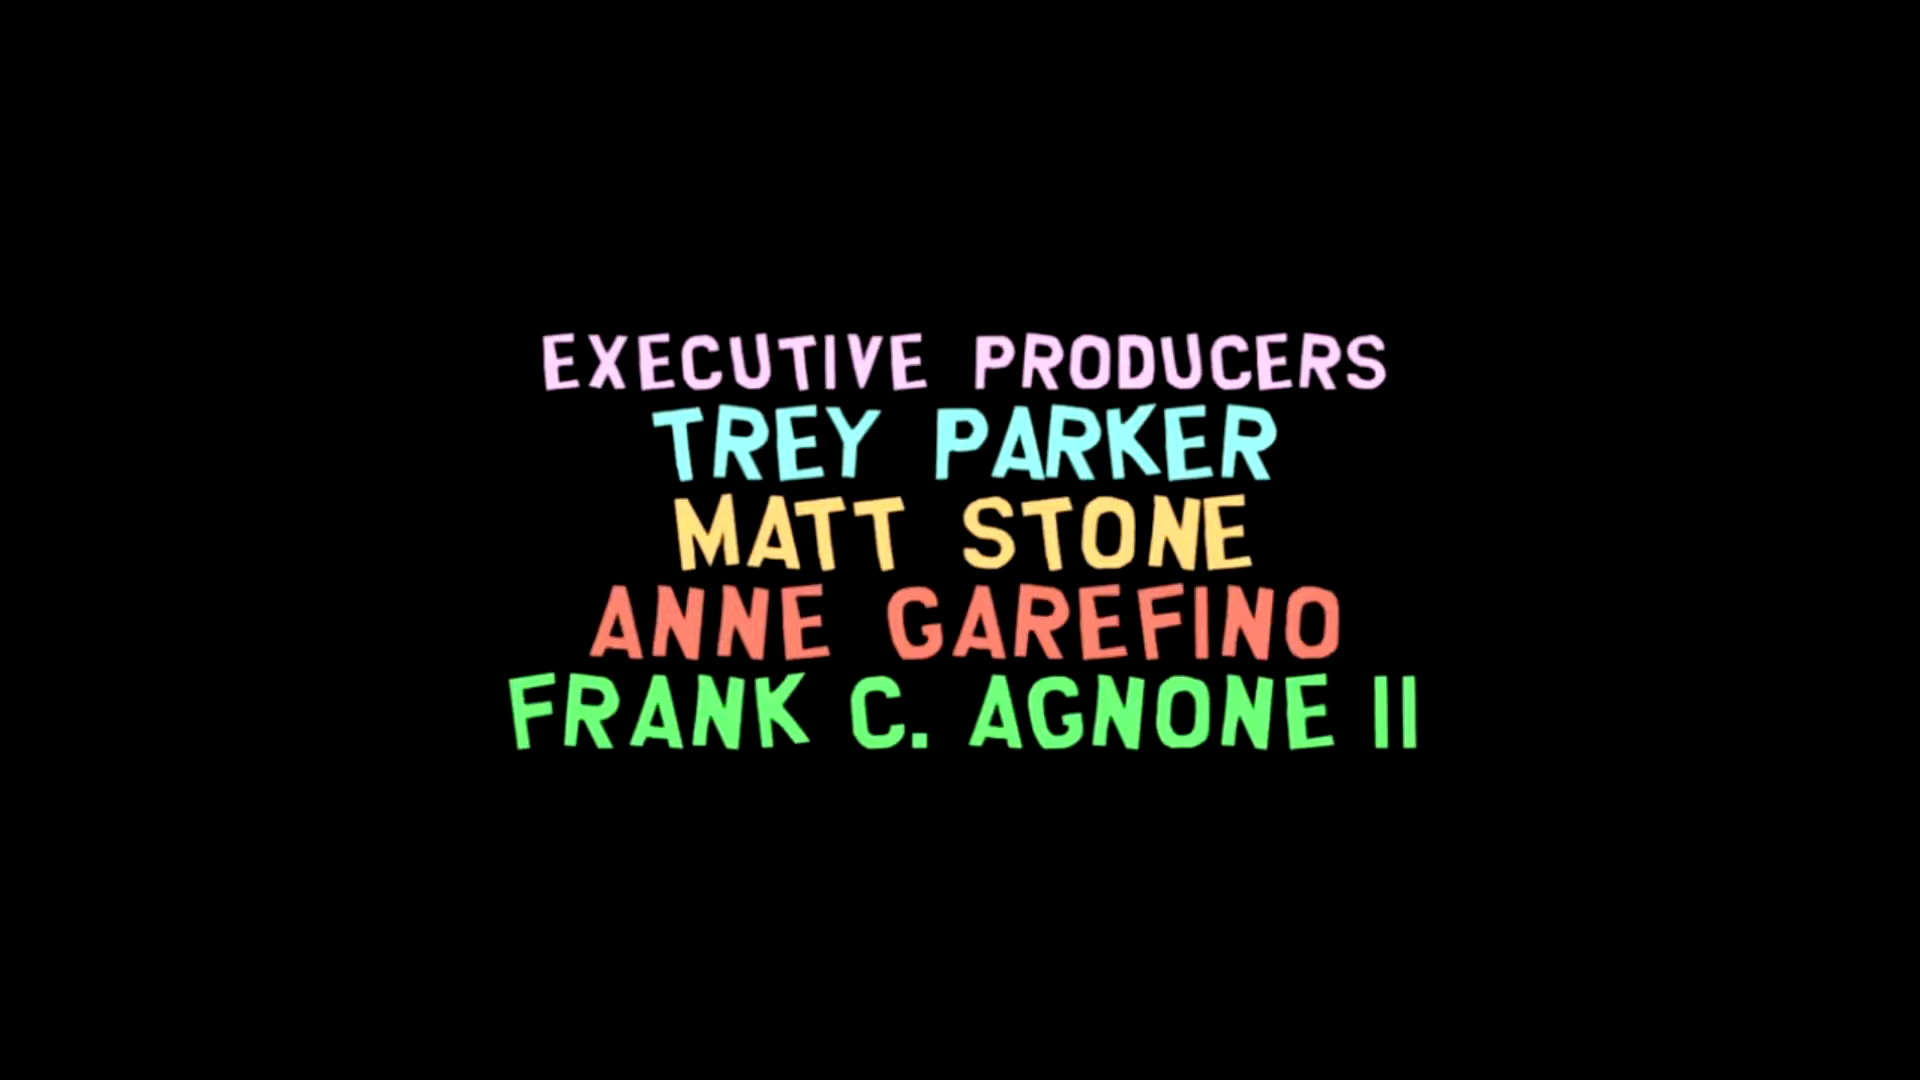 EXECUTIVE PRODUCERS
TREY PARKER
MATT STONE
ANNE GAREFINO
FRANK C. AGNONE II